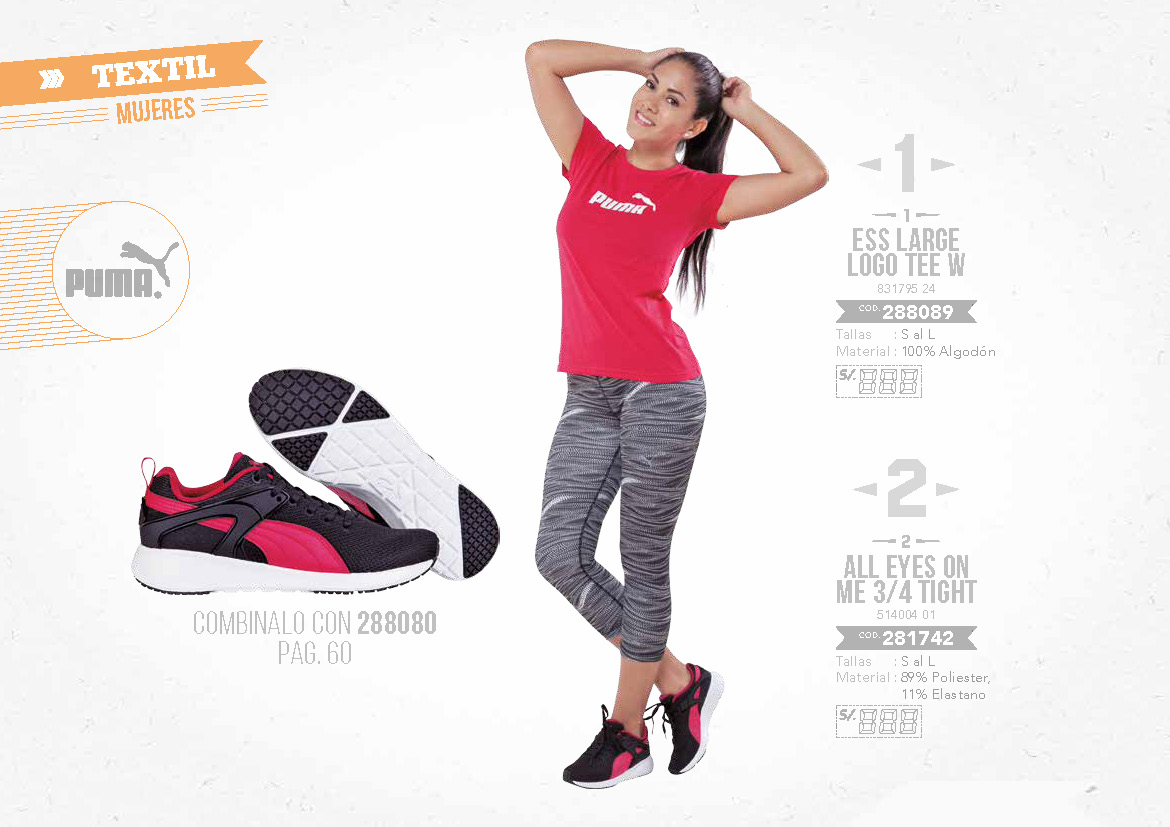 TEXTIL
MUJERES
PUMA.
PUMA
COMBINALO CON 288080
PAG. 60
1
1
ESS LARGE
LOGO TEE W
831795 24
COD. 288089
Tallas : S al L
Material : 100% Algodón
S/. 888
2
2
ALL EYES ON
ME 3/4 TIGHT
514004 01
COD. 281742
Tallas : S al L
Material : 89% Poliester,
11% Elastano
S/. 888